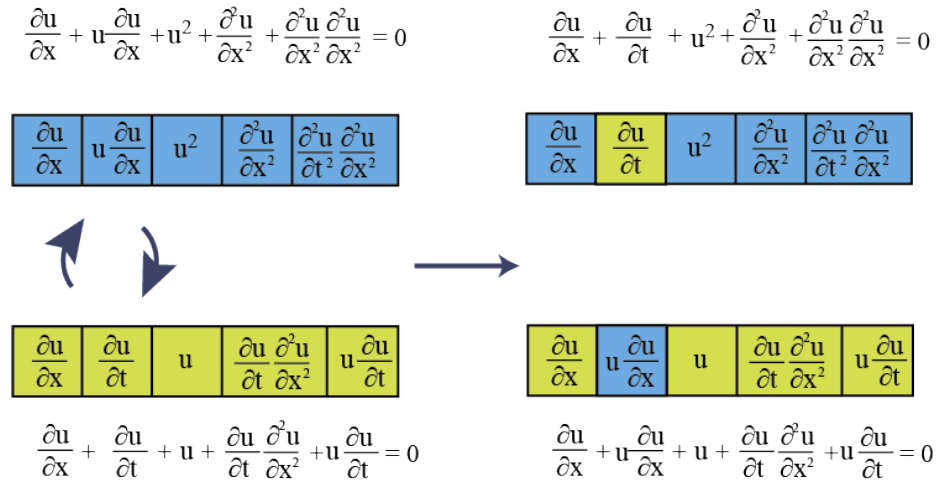 ∂u/∂x + u ∂u/∂x + u² + ∂²u/∂x² + ∂²u/∂x² ∂²u/∂x² = 0
∂u/∂x + ∂u/∂t + u² + ∂²u/∂x² + ∂²u/∂x² ∂²u/∂x² = 0
∂u/∂x | u ∂u/∂x | u² | ∂²u/∂x² | ∂²u/∂t² ∂²u/∂x²
∂u/∂x | ∂u/∂t | u² | ∂²u/∂x² | ∂²u/∂t² ∂²u/∂x²
∂u/∂x | ∂u/∂t | u | ∂u/∂t ∂²u/∂x² | u ∂u/∂t
∂u/∂x | u ∂u/∂x | u | ∂u/∂t ∂²u/∂x² | u ∂u/∂t
∂u/∂x + ∂u/∂t + u + ∂u/∂t ∂²u/∂x² + u ∂u/∂t = 0
∂u/∂x + u ∂u/∂x + u + ∂u/∂t ∂²u/∂x² + u ∂u/∂t = 0